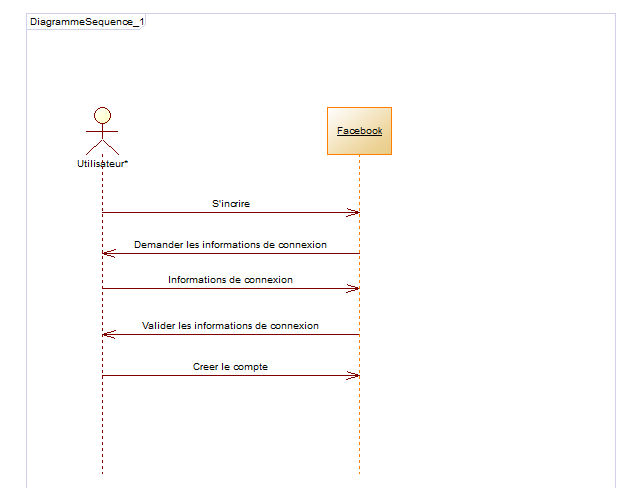 DiagrammeSequence_1
Utilisateur*
Facebook
S'incrire
Demander les informations de connexion
Informations de connexion
Valider les informations de connexion
Creer le compte